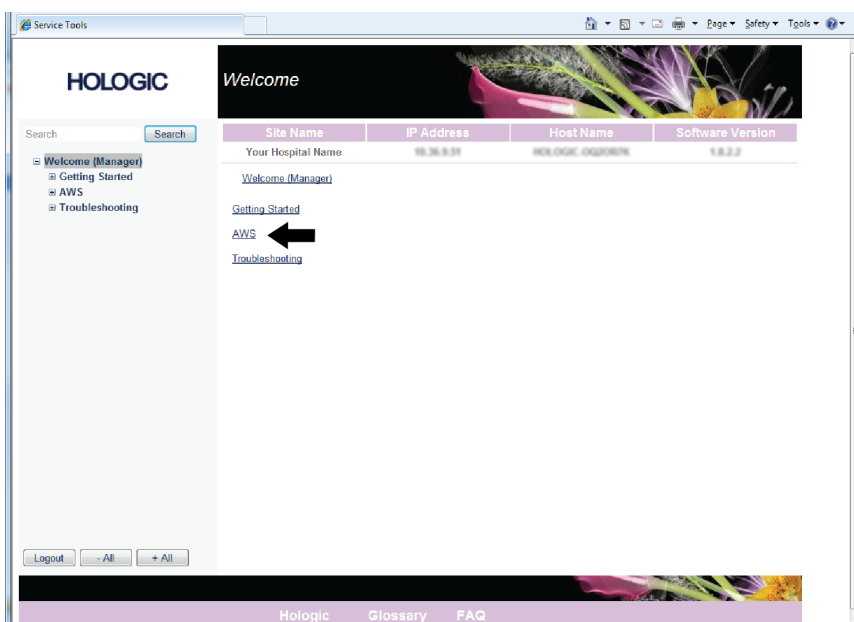 Service Tools
Page Safety Tools
HOLOGIC
Welcome
Search Search
Welcome (Manager)
Getting Started
AWS
Troubleshooting
Site Name IP Address Host Name Software Version
Your Hospital Name
Welcome (Manager)
Getting Started
AWS
Troubleshooting
Logout - All + All
Hologic Glossary FAQ